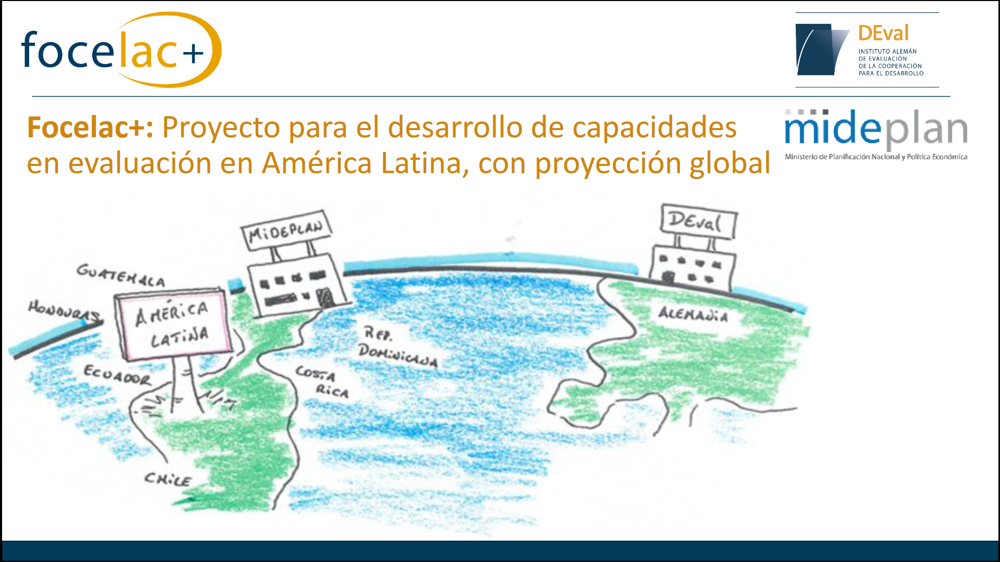 focelac+
DEval
INSTITUTO ALEMÁN
DE EVALUACIÓN
DE LA COOPERACIÓN
PARA EL DESARROLLO
Focelac+: Proyecto para el desarrollo de capacidades
en evaluación en América Latina, con proyección global
mideplan
Ministerio de Planificación Nacional y Política Económica
MiDEPLAN
DEval
GUATEMALA
HONDURAS
AMÉRiCA
LATiNA
ALEMANiA
REP.
DOMiNiCANA
ECUADOR
COSTA
RiCA
CHiLE